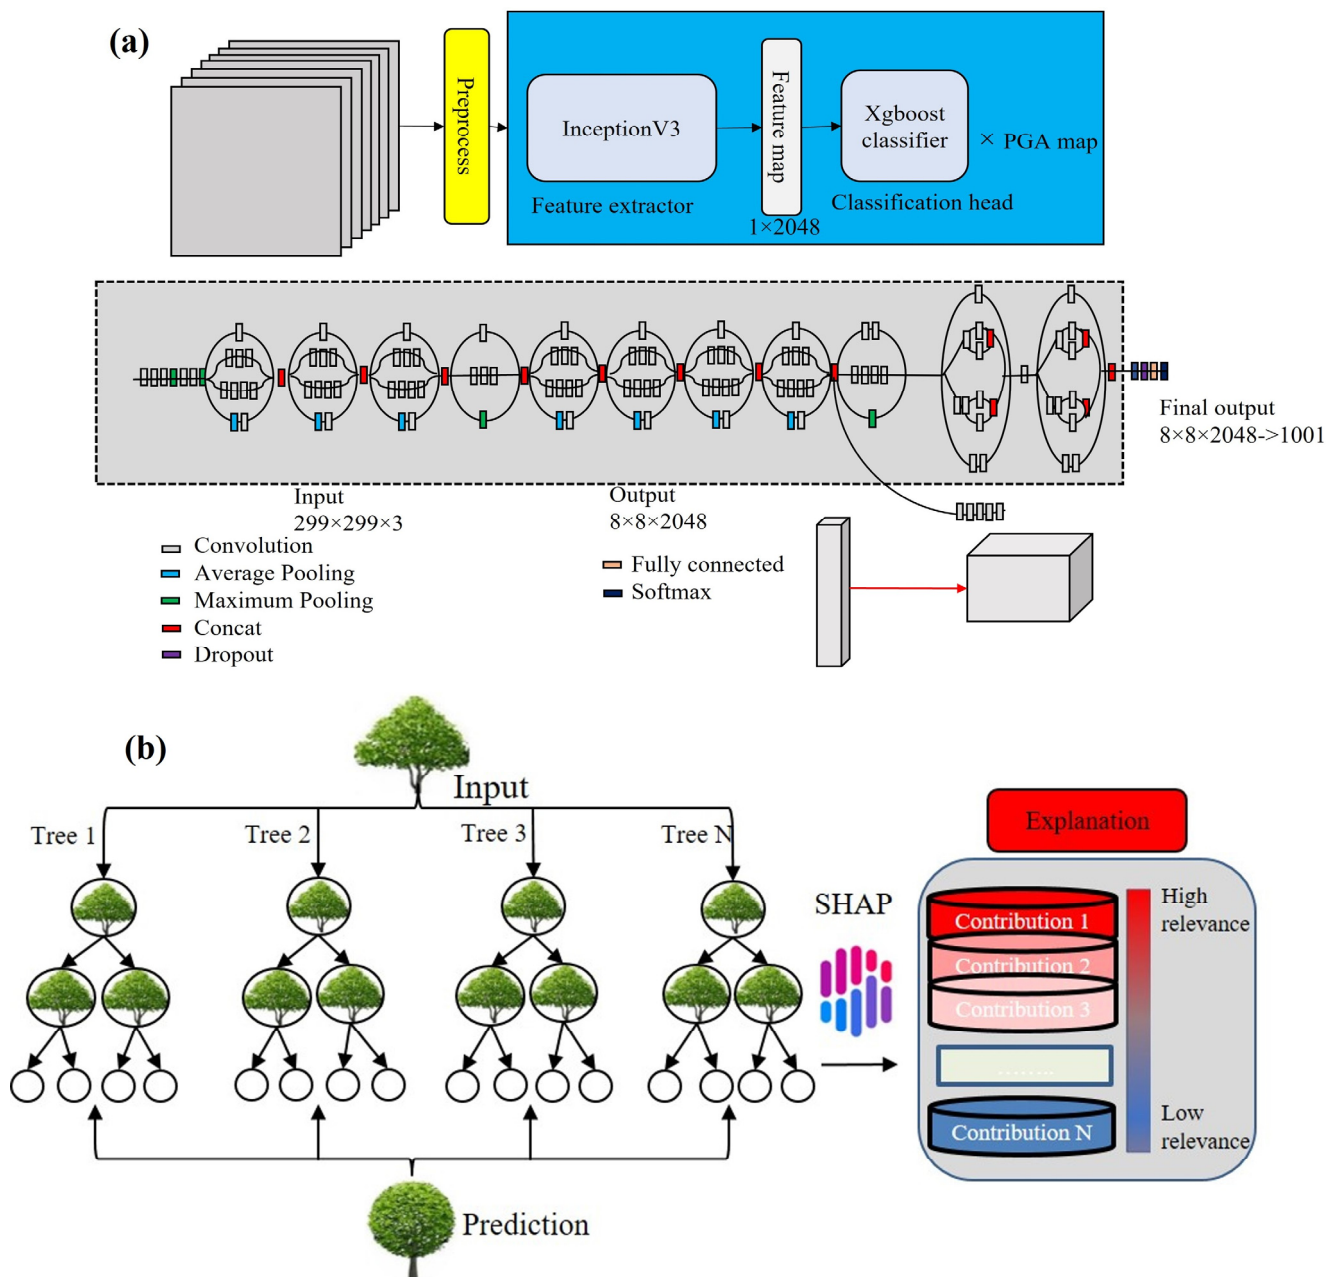 (a)
Preprocess
InceptionV3
Feature extractor
Feature map
1×2048
Xgboost
classifier
Classification head
× PGA map
Final output
8×8×2048->1001
Input
299×299×3
Output
8×8×2048
Convolution
Average Pooling
Maximum Pooling
Concat
Dropout
Fully connected
Softmax
(b)
Input
Tree 1
Tree 2
Tree 3
Tree N
SHAP
Explanation
Contribution 1
Contribution 2
Contribution 3
........
Contribution N
High
relevance
Low
relevance
Prediction